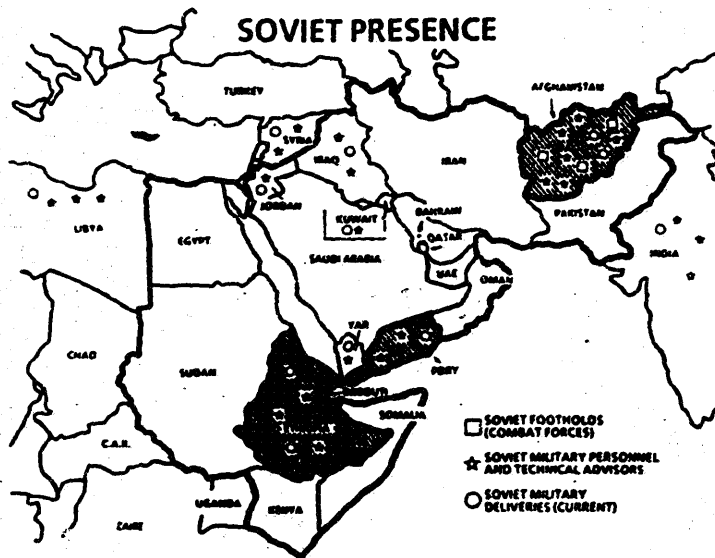 SOVIET PRESENCE
TURKEY
AFGHANISTAN
SYRIA
IRAQ
IRAN
JORDAN
LIBYA
EGYPT
KUWAIT
BAHRAIN
QATAR
PAKISTAN
INDIA
SAUDI ARABIA
UAE
OMAN
YAR
PDRY
CHAD
SUDAN
DJIBOUTI
SOMALIA
C.A.R.
UGANDA
KENYA
ZAIRE
SOVIET FOOTHOLDS
(COMBAT FORCES)
SOVIET MILITARY PERSONNEL
AND TECHNICAL ADVISORS
SOVIET MILITARY
DELIVERIES (CURRENT)